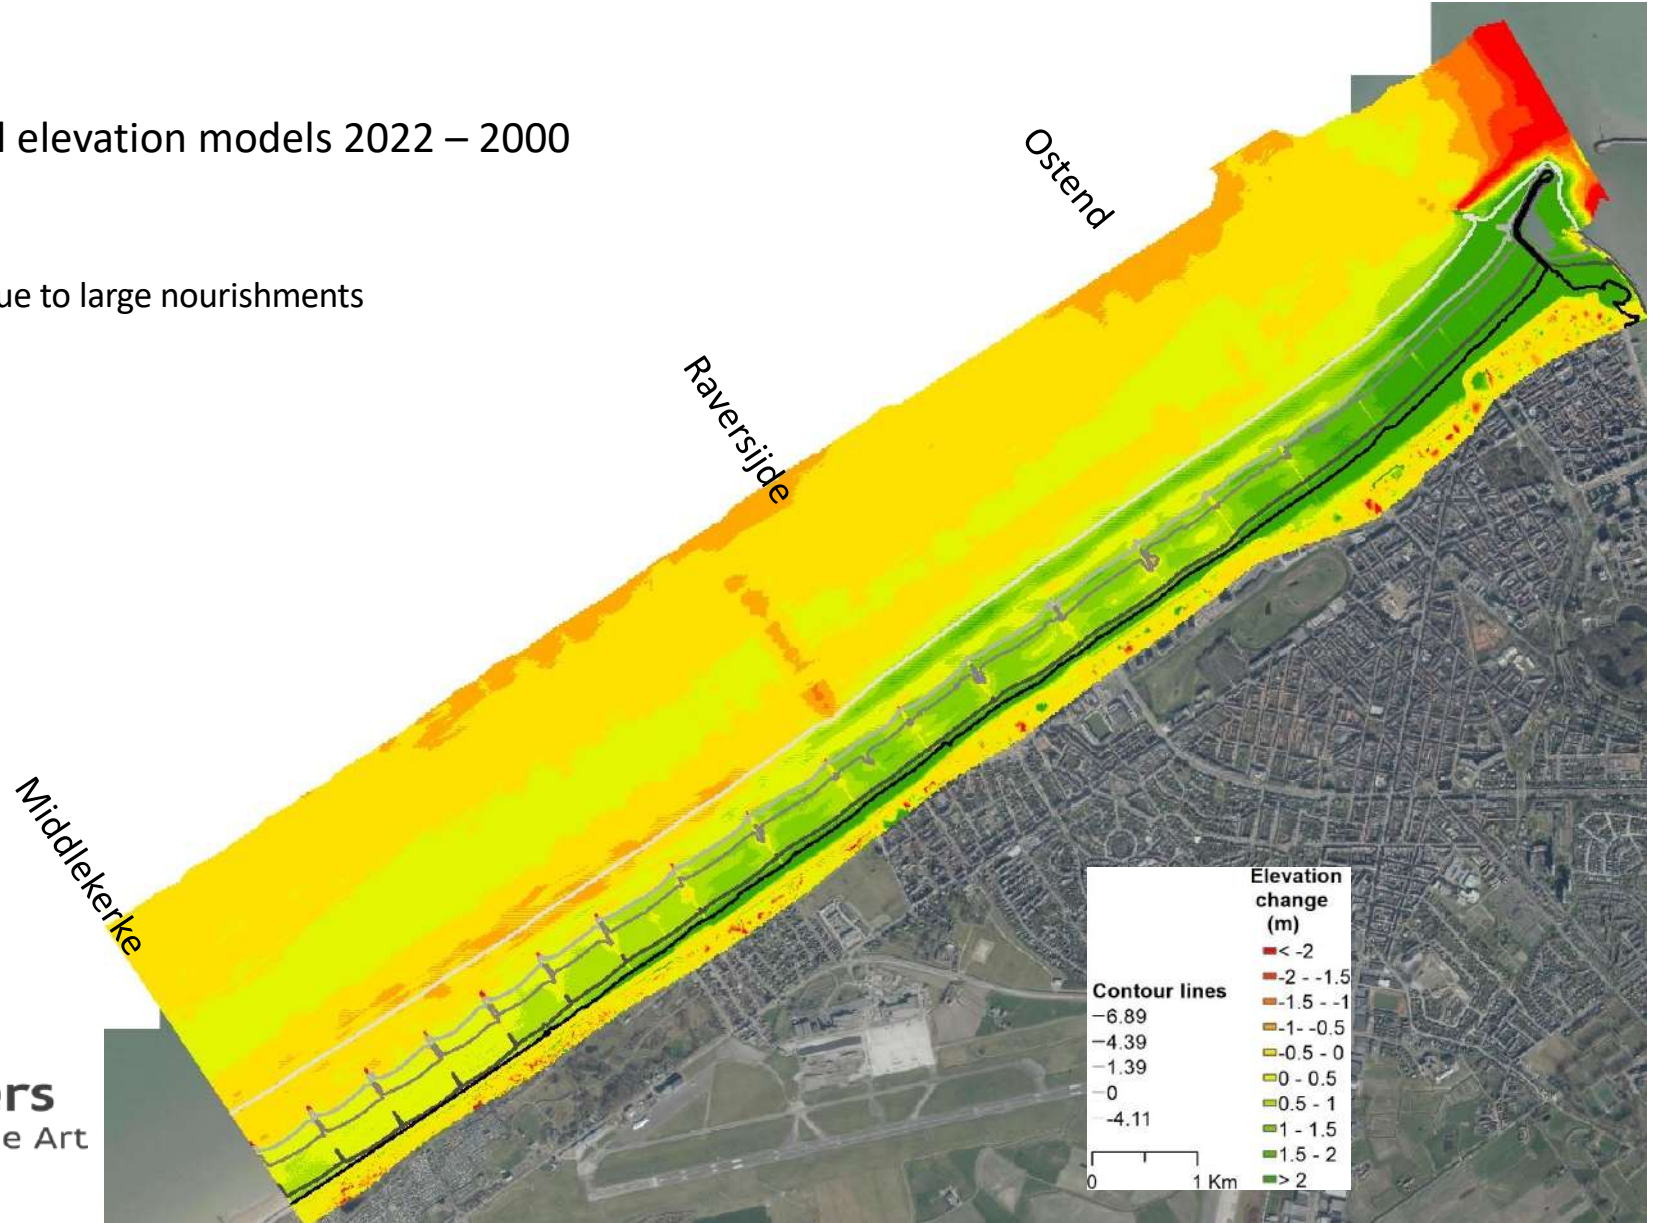 l elevation models 2022 – 2000
ue to large nourishments
Ostend
Raversijde
Middlekerke
Elevation
change
(m)
< -2
-2 - -1.5
-1.5 - -1
-1- -0.5
-0.5 - 0
0 - 0.5
0.5 - 1
1 - 1.5
1.5 - 2
> 2
Contour lines
6.89
4.39
1.39
0
-4.11
0 1 Km
rs
e Art